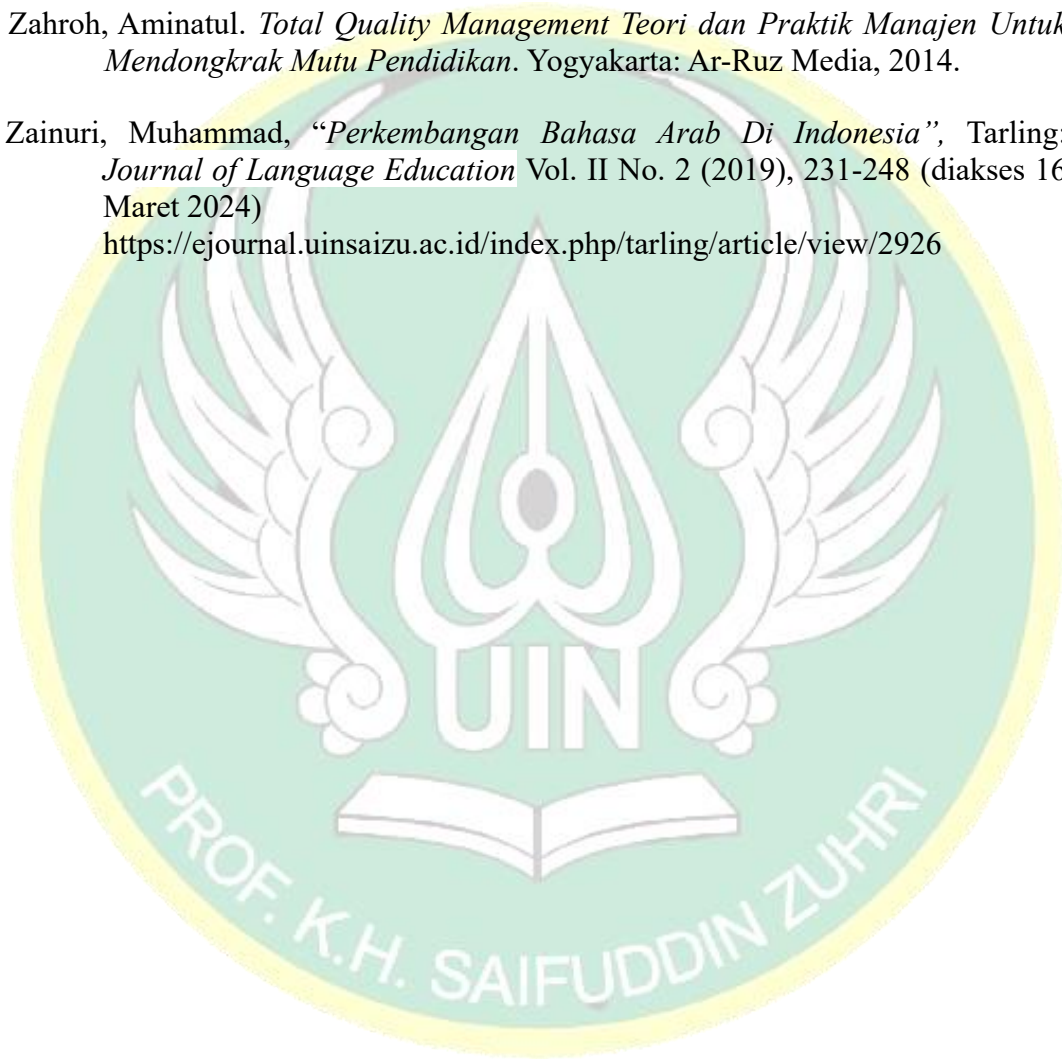 Zahroh, Aminatul. Total Quality Management Teori dan Praktik Manajen Untuk
Mendongkrak Mutu Pendidikan. Yogyakarta: Ar-Ruz Media, 2014.
Zainuri, Muhammad, “Perkembangan Bahasa Arab Di Indonesia”, Tarling:
Journal of Language Education Vol. II No. 2 (2019), 231-248 (diakses 16
Maret 2024)
https://ejournal.uinsaizu.ac.id/index.php/tarling/article/view/2926
UIN
PROF. K.H. SAIFUDDIN ZUHRI